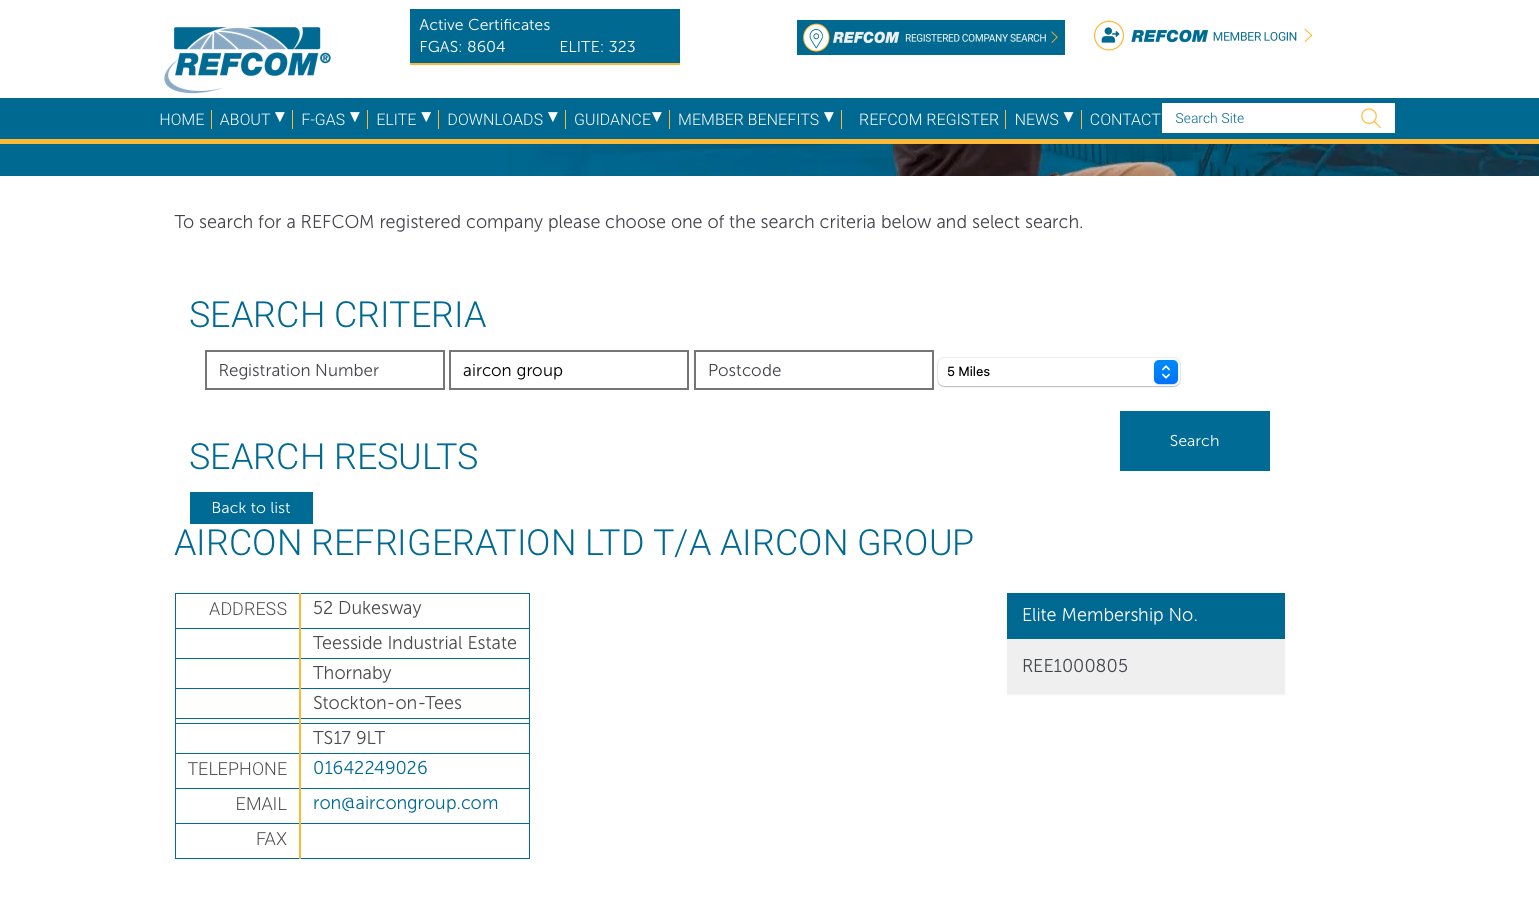 REFCOM®
Active Certificates
FGAS: 8604 ELITE: 323
REFCOM REGISTERED COMPANY SEARCH
REFCOM MEMBER LOGIN
HOME ABOUT F-GAS ELITE DOWNLOADS GUIDANCE MEMBER BENEFITS REFCOM REGISTER NEWS CONTACT Search Site
To search for a REFCOM registered company please choose one of the search criteria below and select search.
SEARCH CRITERIA
Registration Number aircon group Postcode 5 Miles
Search
SEARCH RESULTS
Back to list
AIRCON REFRIGERATION LTD T/A AIRCON GROUP
ADDRESS 52 Dukesway
Teesside Industrial Estate
Thornaby
Stockton-on-Tees
TS17 9LT
TELEPHONE 01642249026
EMAIL ron@aircongroup.com
FAX
Elite Membership No.
REE1000805